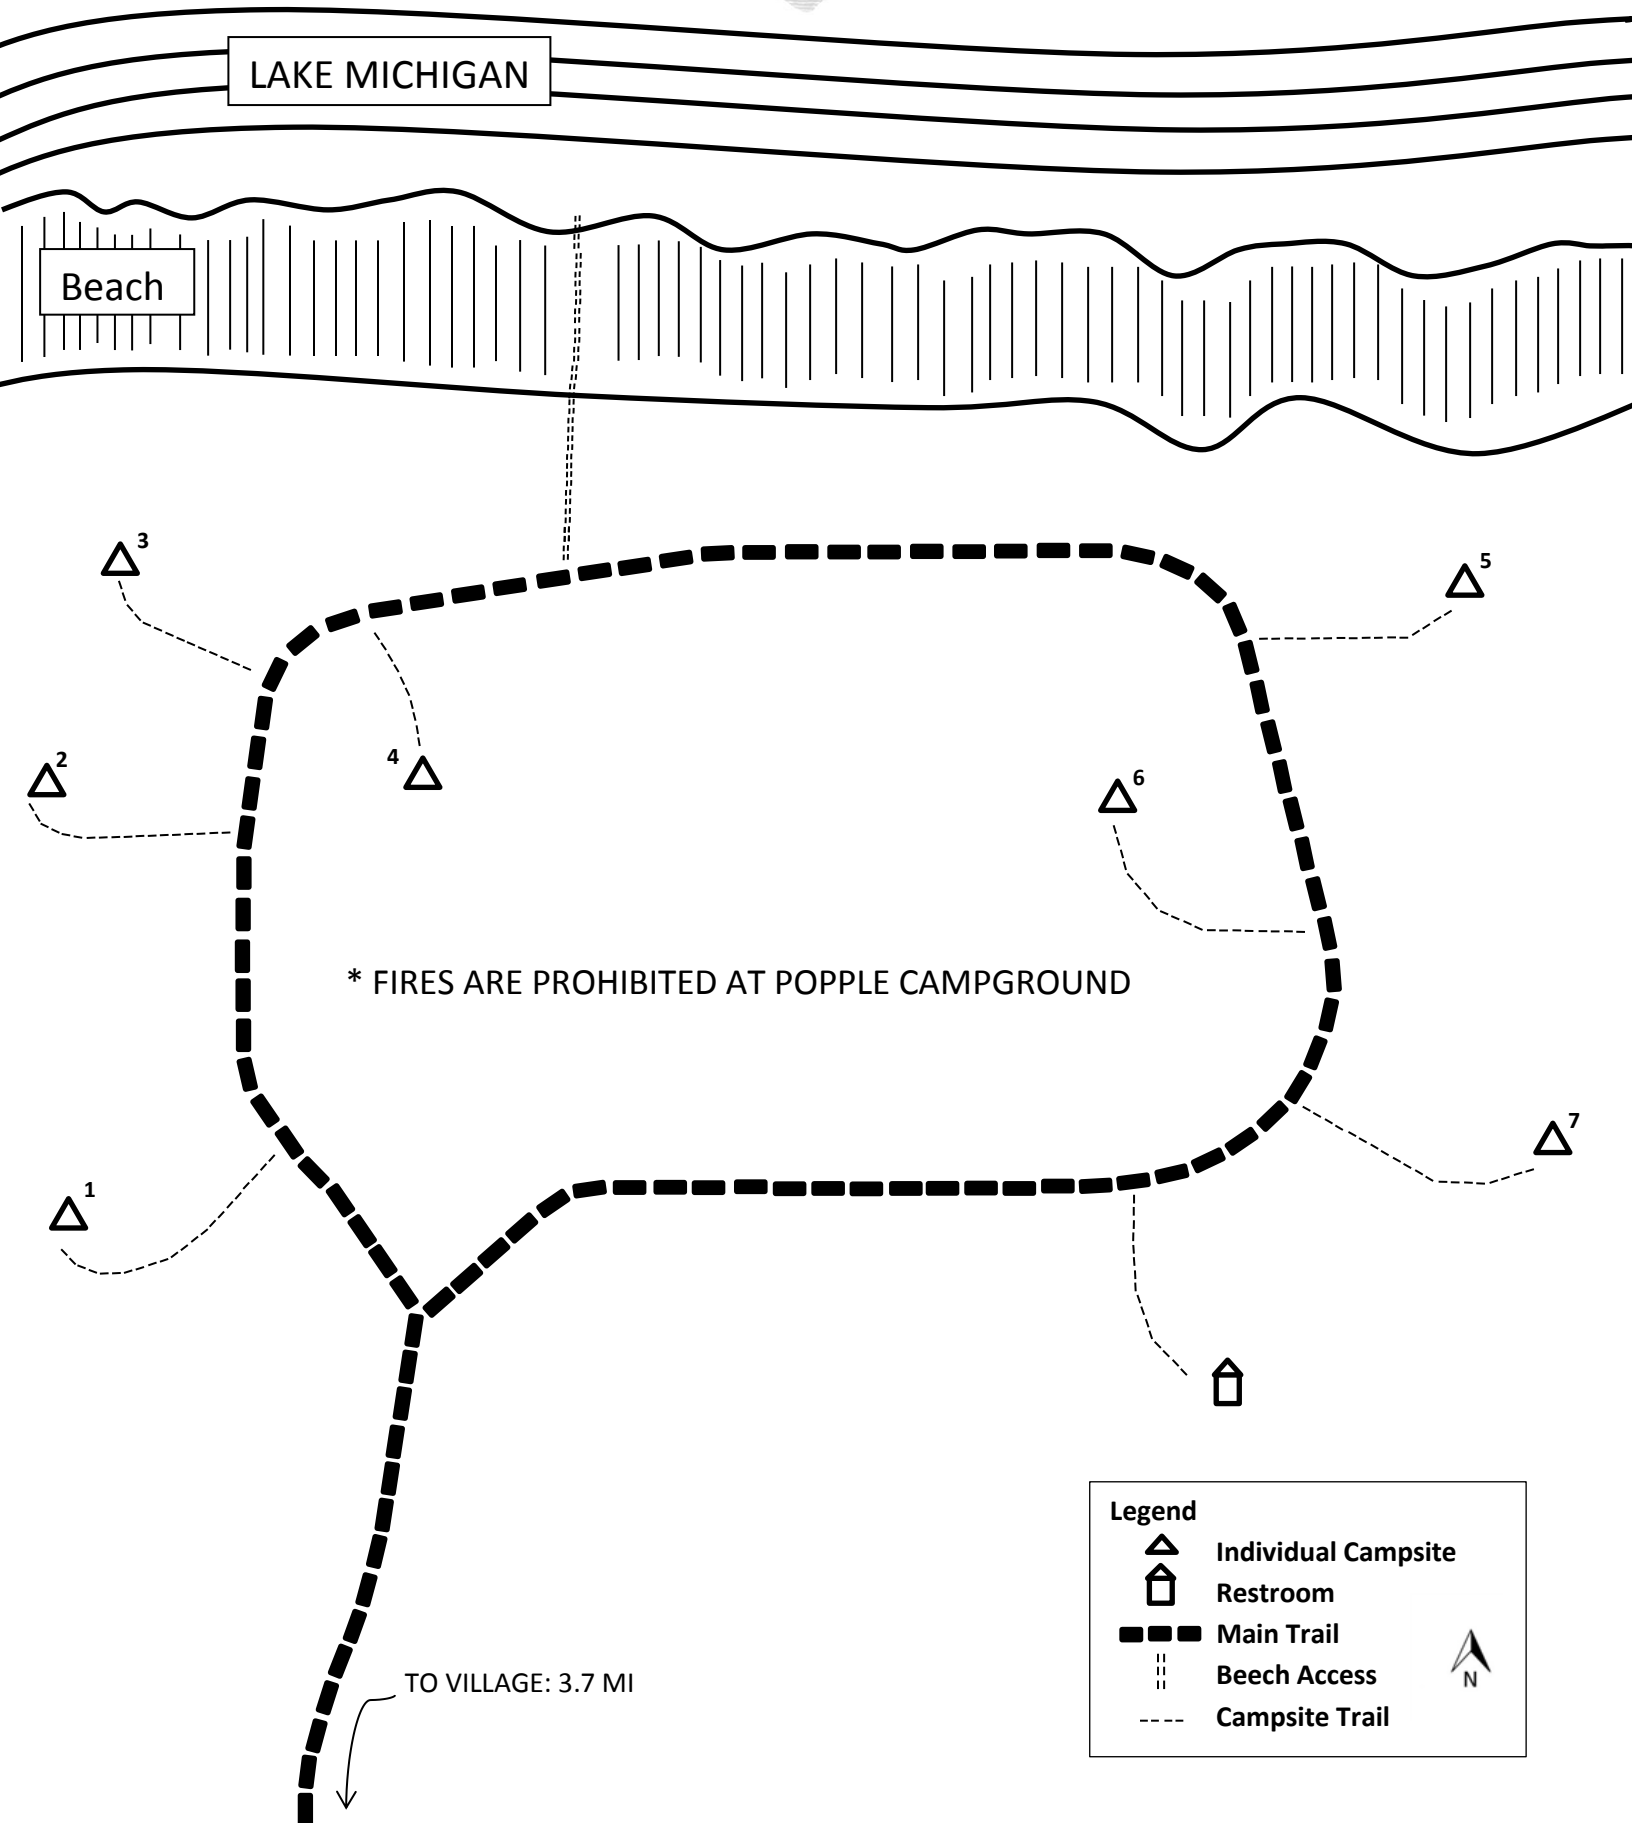 LAKE MICHIGAN
Beach
3
5
2
4
6
* FIRES ARE PROHIBITED AT POPPLE CAMPGROUND
7
1
Legend
Individual Campsite
Restroom
Main Trail
Beech Access
Campsite Trail
N
TO VILLAGE: 3.7 MI